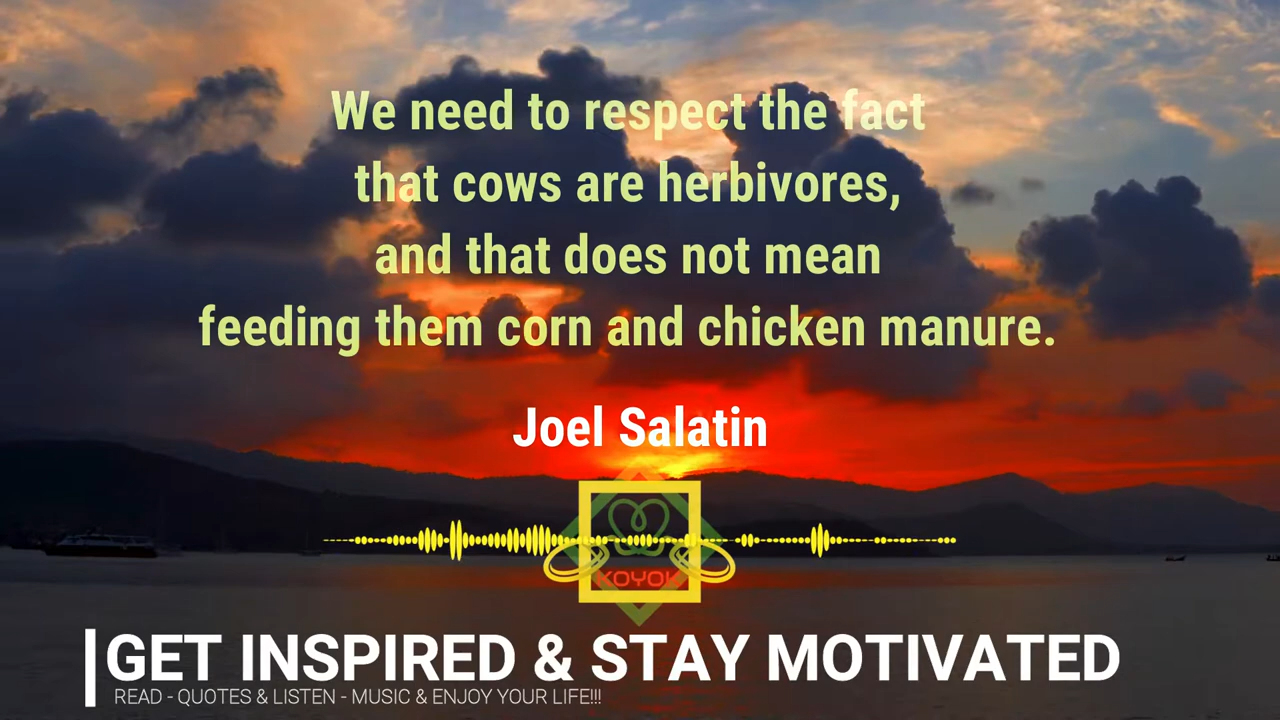 We need to respect the fact
that cows are herbivores,
and that does not mean
feeding them corn and chicken manure.
Joel Salatin
KOYOK
GET INSPIRED & STAY MOTIVATED
READ - QUOTES & LISTEN - MUSIC & ENJOY YOUR LIFE!!!